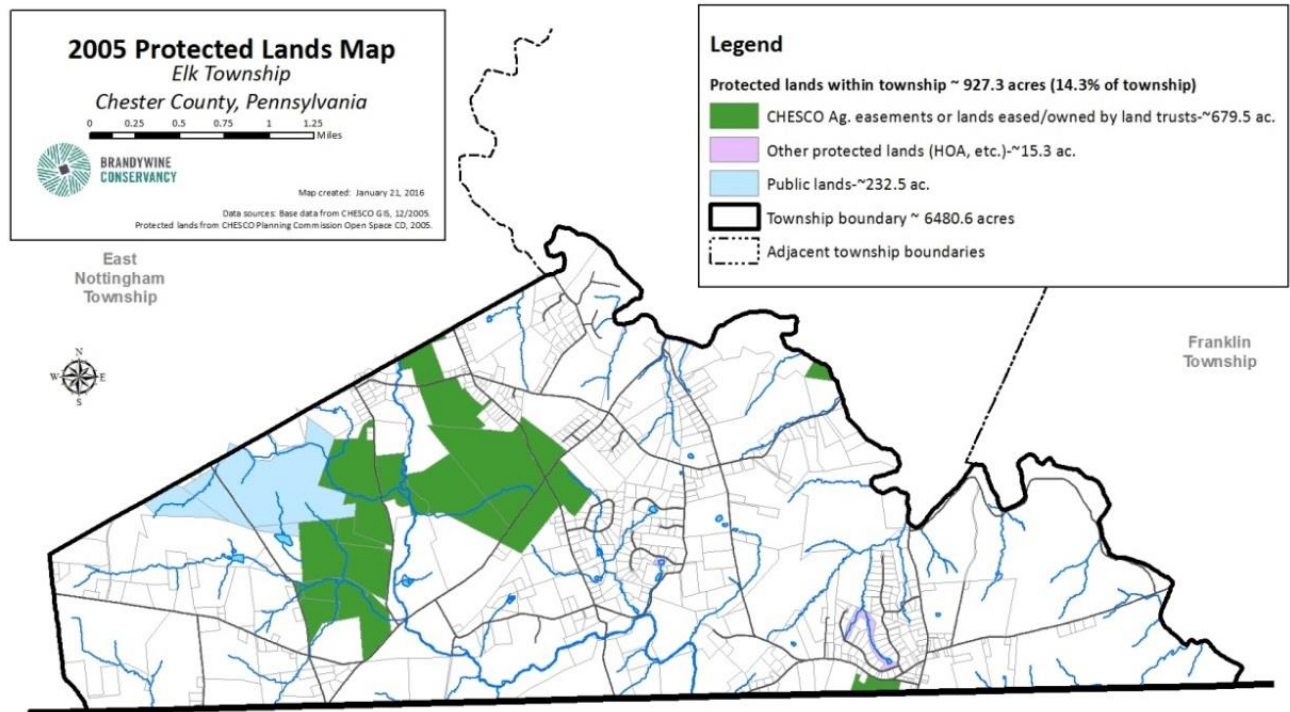 2005 Protected Lands Map
Elk Township
Chester County, Pennsylvania
0 0.25 0.5 0.75 1 1.25
Miles
BRANDYWINE
CONSERVANCY
Map created: January 21, 2016
Data sources: Base data from CHESCO GIS, 12/2005.
Protected lands from CHESCO Planning Commission Open Space CD, 2005.
Legend
Protected lands within township ~ 927.3 acres (14.3% of township)
CHESCO Ag. easements or lands eased/owned by land trusts-~679.5 ac.
Other protected lands (HOA, etc.)-~15.3 ac.
Public lands-~232.5 ac.
Township boundary ~ 6480.6 acres
Adjacent township boundaries
East
Nottingham
Township
N
W E
S
Franklin
Township